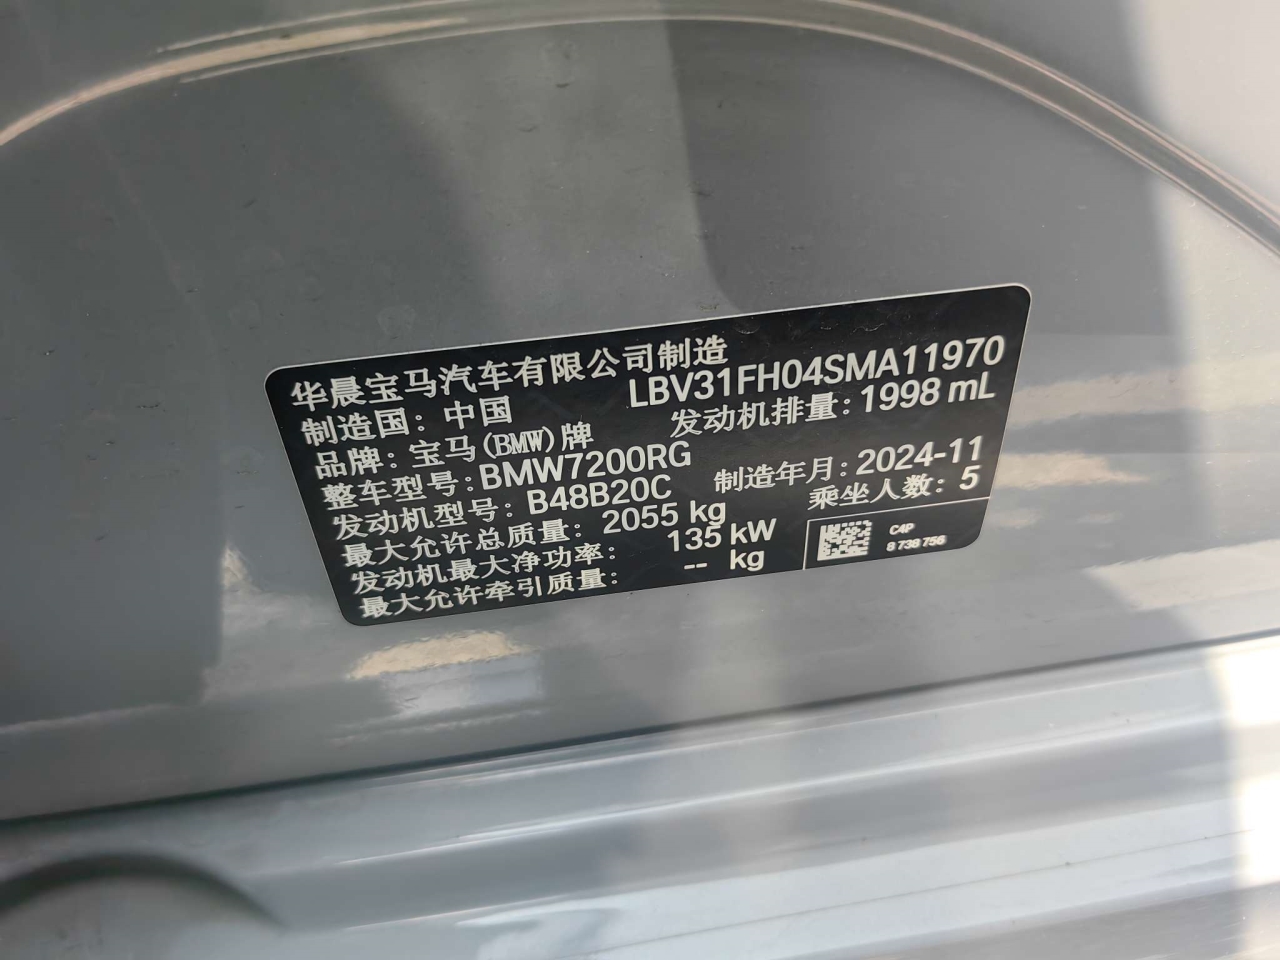 华晨宝马汽车有限公司制造
LBV31FH04SMA11970
制造国：中国
发动机排量：1998 mL
品牌：宝马(BMW)牌
整车型号：BMW7200RG
制造年月：2024-11
发动机型号：B48B20C
乘坐人数：5
最大允许总质量：2055 kg
发动机最大净功率：135 kW
最大允许牵引质量：-- kg
C4P
8 738 756